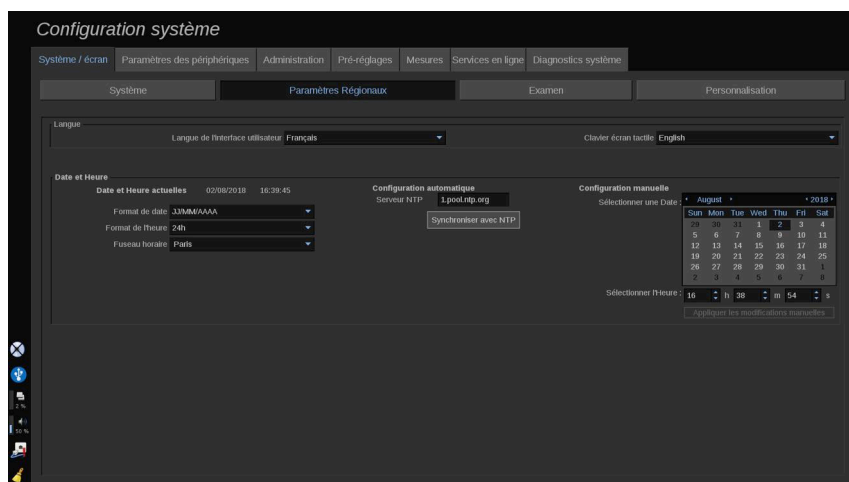 Configuration système
Système / écran Paramètres des périphériques Administration Pré-réglages Mesures Services en ligne Diagnostics système
Système Paramètres Régionaux Examen Personnalisation
Langue
Langue de l'Interface utilisateur Français Clavier écran tactile English
Date et Heure
Date et Heure actuelles 02/08/2018 16:39:45 Configuration automatique Configuration manuelle
Serveur NTP 1.pool.ntp.org Sélectionner une Date :
August 2018
Format de date JJ/MM/AAAA Synchroniser avec NTP
Sun Mon Tue Wed Thu Fri Sat
29 30 31 1 2 3 4
Format de l'heure 24h
5 6 7 8 9 10 11
Fuseau horaire Paris
12 13 14 15 16 17 18
19 20 21 22 23 24 25
26 27 28 29 30 31 1
2 3 4 5 6 7 8
Sélectionner l'Heure : 16 h 38 m 54 s
Appliquer les modifications manuelles
2 %
50 %